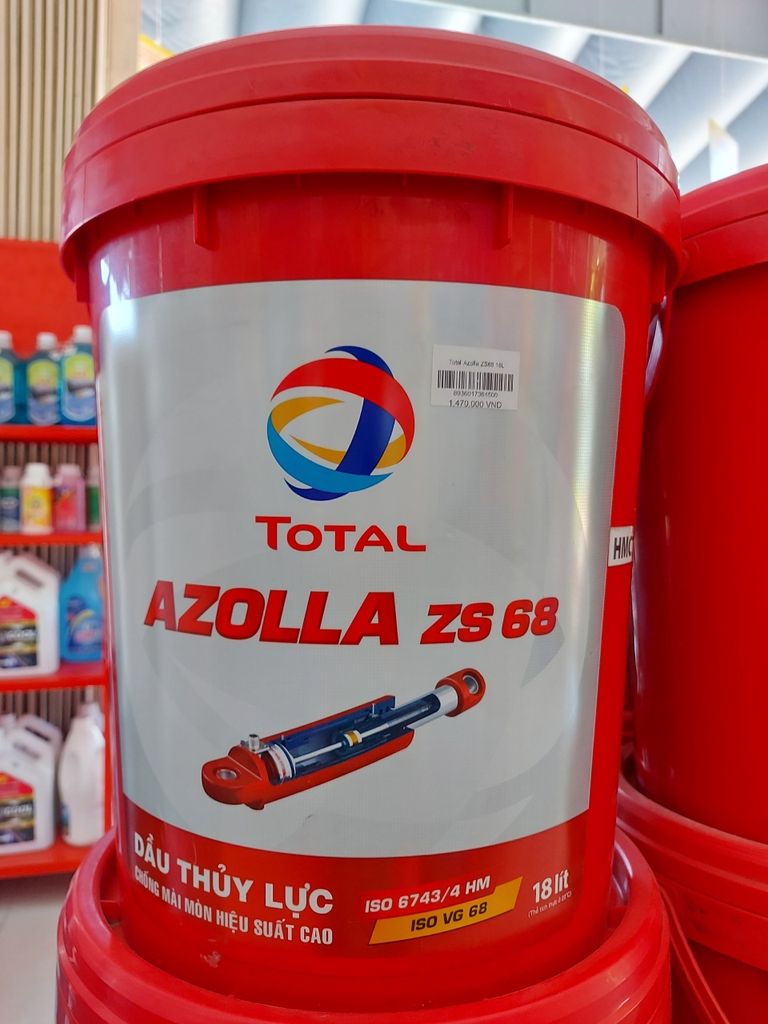 Total Azolla ZS68 18L
8936017361500
1.470.000 VND
TOTAL
HMC
AZOLLA ZS 68
DẦU THỦY LỰC
CHỐNG MÀI MÒN HIỆU SUẤT CAO
ISO 6743/4 HM
ISO VG 68
18 lít